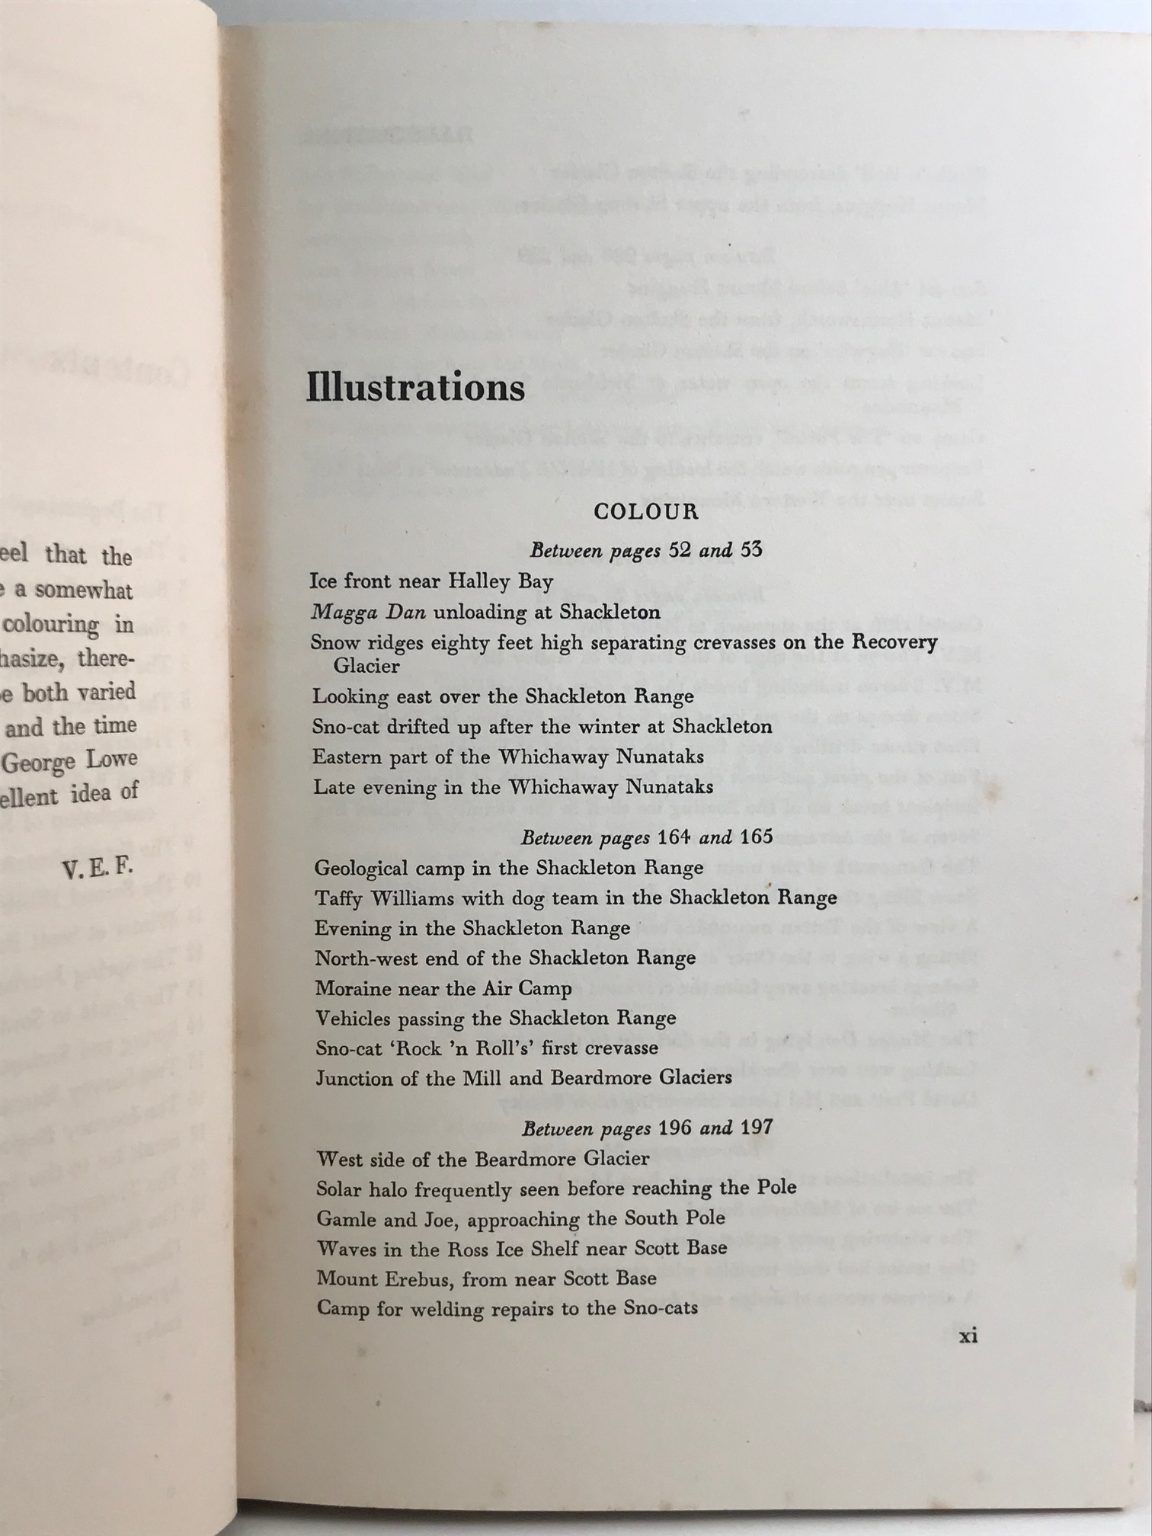 eel that the
a somewhat
colouring in
hasize, there-
e both varied
and the time
George Lowe
ellent idea of
V. E. F.
Illustrations
COLOUR
Between pages 52 and 53
Ice front near Halley Bay
Magga Dan unloading at Shackleton
Snow ridges eighty feet high separating crevasses on the Recovery
Glacier
Looking east over the Shackleton Range
Sno-cat drifted up after the winter at Shackleton
Eastern part of the Whichaway Nunataks
Late evening in the Whichaway Nunataks
Between pages 164 and 165
Geological camp in the Shackleton Range
Taffy Williams with dog team in the Shackleton Range
Evening in the Shackleton Range
North-west end of the Shackleton Range
Moraine near the Air Camp
Vehicles passing the Shackleton Range
Sno-cat ‘Rock ’n Roll’s’ first crevasse
Junction of the Mill and Beardmore Glaciers
Between pages 196 and 197
West side of the Beardmore Glacier
Solar halo frequently seen before reaching the Pole
Gamle and Joe, approaching the South Pole
Waves in the Ross Ice Shelf near Scott Base
Mount Erebus, from near Scott Base
Camp for welding repairs to the Sno-cats
xi